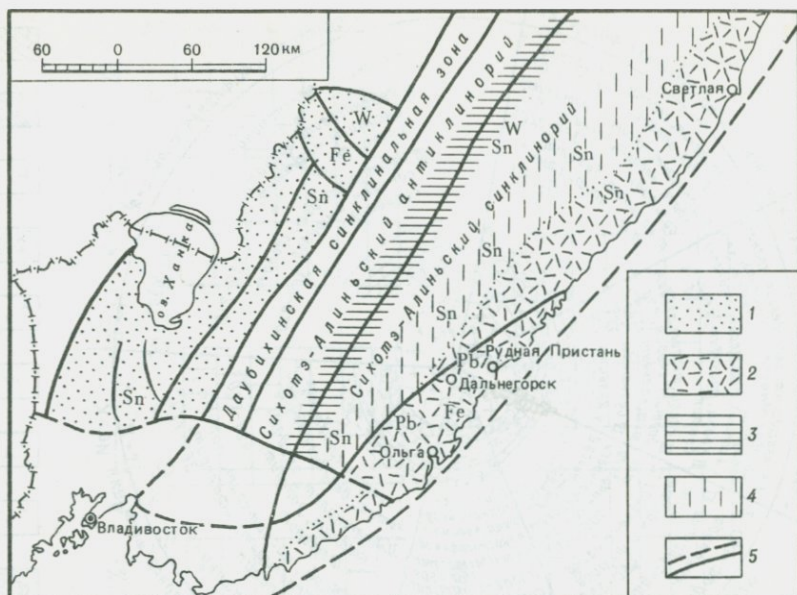 60 0 60 120 км
Светлая
W
Fe
Sn
оз. Ханка
Sn
Даубихинская синклинальная зона
Сихотэ-Алиньский антиклинорий
W
Sn
Сихотэ-Алиньский синклинорий
Sn
Sn
Sn
Sn
Sn
Pb
Рудная Пристань
Дальнегорск
Fe
Pb
Ольга
Владивосток
1
2
3
4
5